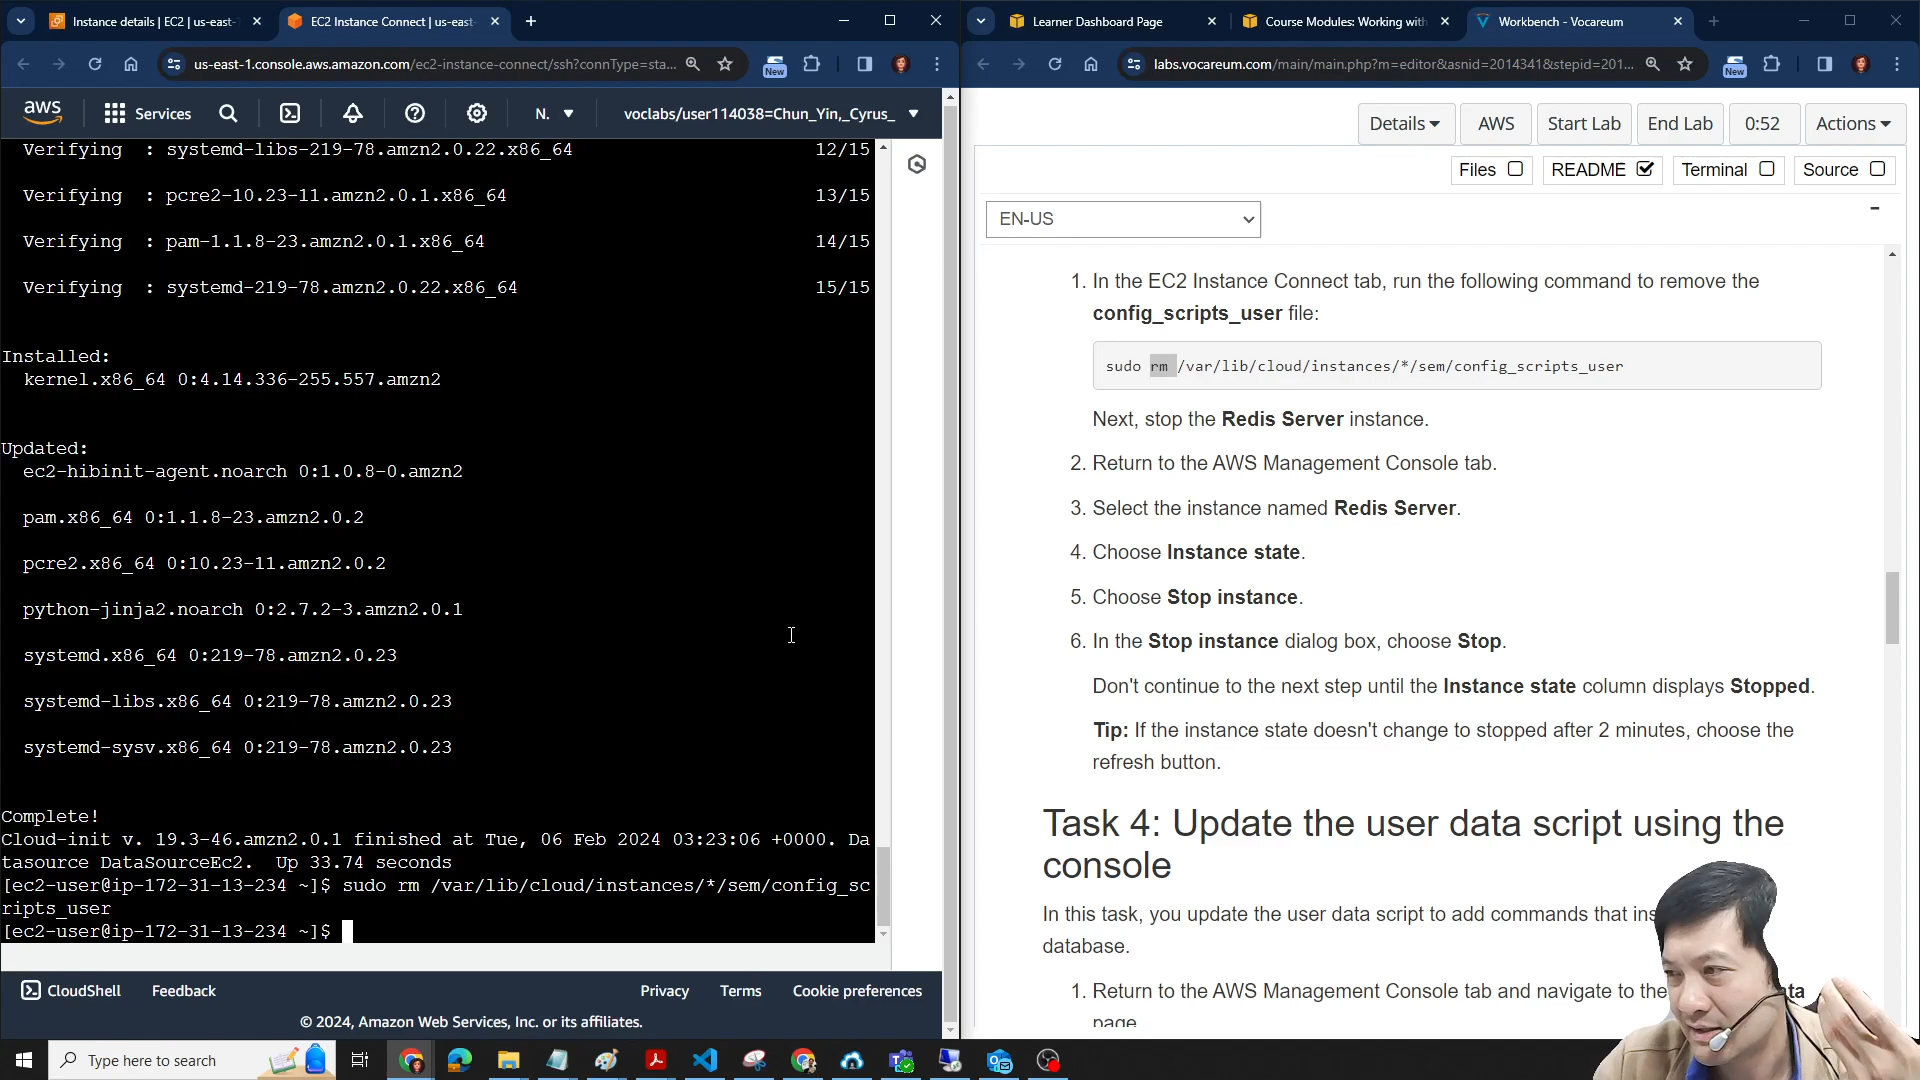 Instance details | EC2 | us-east-
EC2 Instance Connect | us-east-
us-east-1.console.aws.amazon.com/ec2-instance-connect/ssh?connType=sta...
New
aws
Services
N.
voclabs/user114038=Chun_Yin,_Cyrus_
Verifying  : systemd-libs-219-78.amzn2.0.22.x86_64 12/15
Verifying  : pcre2-10.23-11.amzn2.0.1.x86_64 13/15
Verifying  : pam-1.1.8-23.amzn2.0.1.x86_64 14/15
Verifying  : systemd-219-78.amzn2.0.22.x86_64 15/15
Installed:
kernel.x86_64 0:4.14.336-255.557.amzn2
Updated:
ec2-hibinit-agent.noarch 0:1.0.8-0.amzn2
pam.x86_64 0:1.1.8-23.amzn2.0.2
pcre2.x86_64 0:10.23-11.amzn2.0.2
python-jinja2.noarch 0:2.7.2-3.amzn2.0.1
systemd.x86_64 0:219-78.amzn2.0.23
systemd-libs.x86_64 0:219-78.amzn2.0.23
systemd-sysv.x86_64 0:219-78.amzn2.0.23
Complete!
Cloud-init v. 19.3-46.amzn2.0.1 finished at Tue, 06 Feb 2024 03:23:06 +0000. Da
tasource DataSourceEc2.  Up 33.74 seconds
[ec2-user@ip-172-31-13-234 ~]$ sudo rm /var/lib/cloud/instances/*/sem/config_sc
ripts_user
[ec2-user@ip-172-31-13-234 ~]$
CloudShell
Feedback
Privacy
Terms
Cookie preferences
© 2024, Amazon Web Services, Inc. or its affiliates.
Learner Dashboard Page
Course Modules: Working with
Workbench - Vocareum
labs.vocareum.com/main/main.php?m=editor&asnid=2014341&stepid=201...
New
Details
AWS
Start Lab
End Lab
0:52
Actions
Files
README
Terminal
Source
EN-US
1. In the EC2 Instance Connect tab, run the following command to remove the
config_scripts_user file:
sudo rm /var/lib/cloud/instances/*/sem/config_scripts_user
Next, stop the Redis Server instance.
2. Return to the AWS Management Console tab.
3. Select the instance named Redis Server.
4. Choose Instance state.
5. Choose Stop instance.
6. In the Stop instance dialog box, choose Stop.
Don't continue to the next step until the Instance state column displays Stopped.
Tip: If the instance state doesn't change to stopped after 2 minutes, choose the
refresh button.
Task 4: Update the user data script using the
console
In this task, you update the user data script to add commands that
database.
1. Return to the AWS Management Console tab and navigate to the
page
Type here to search